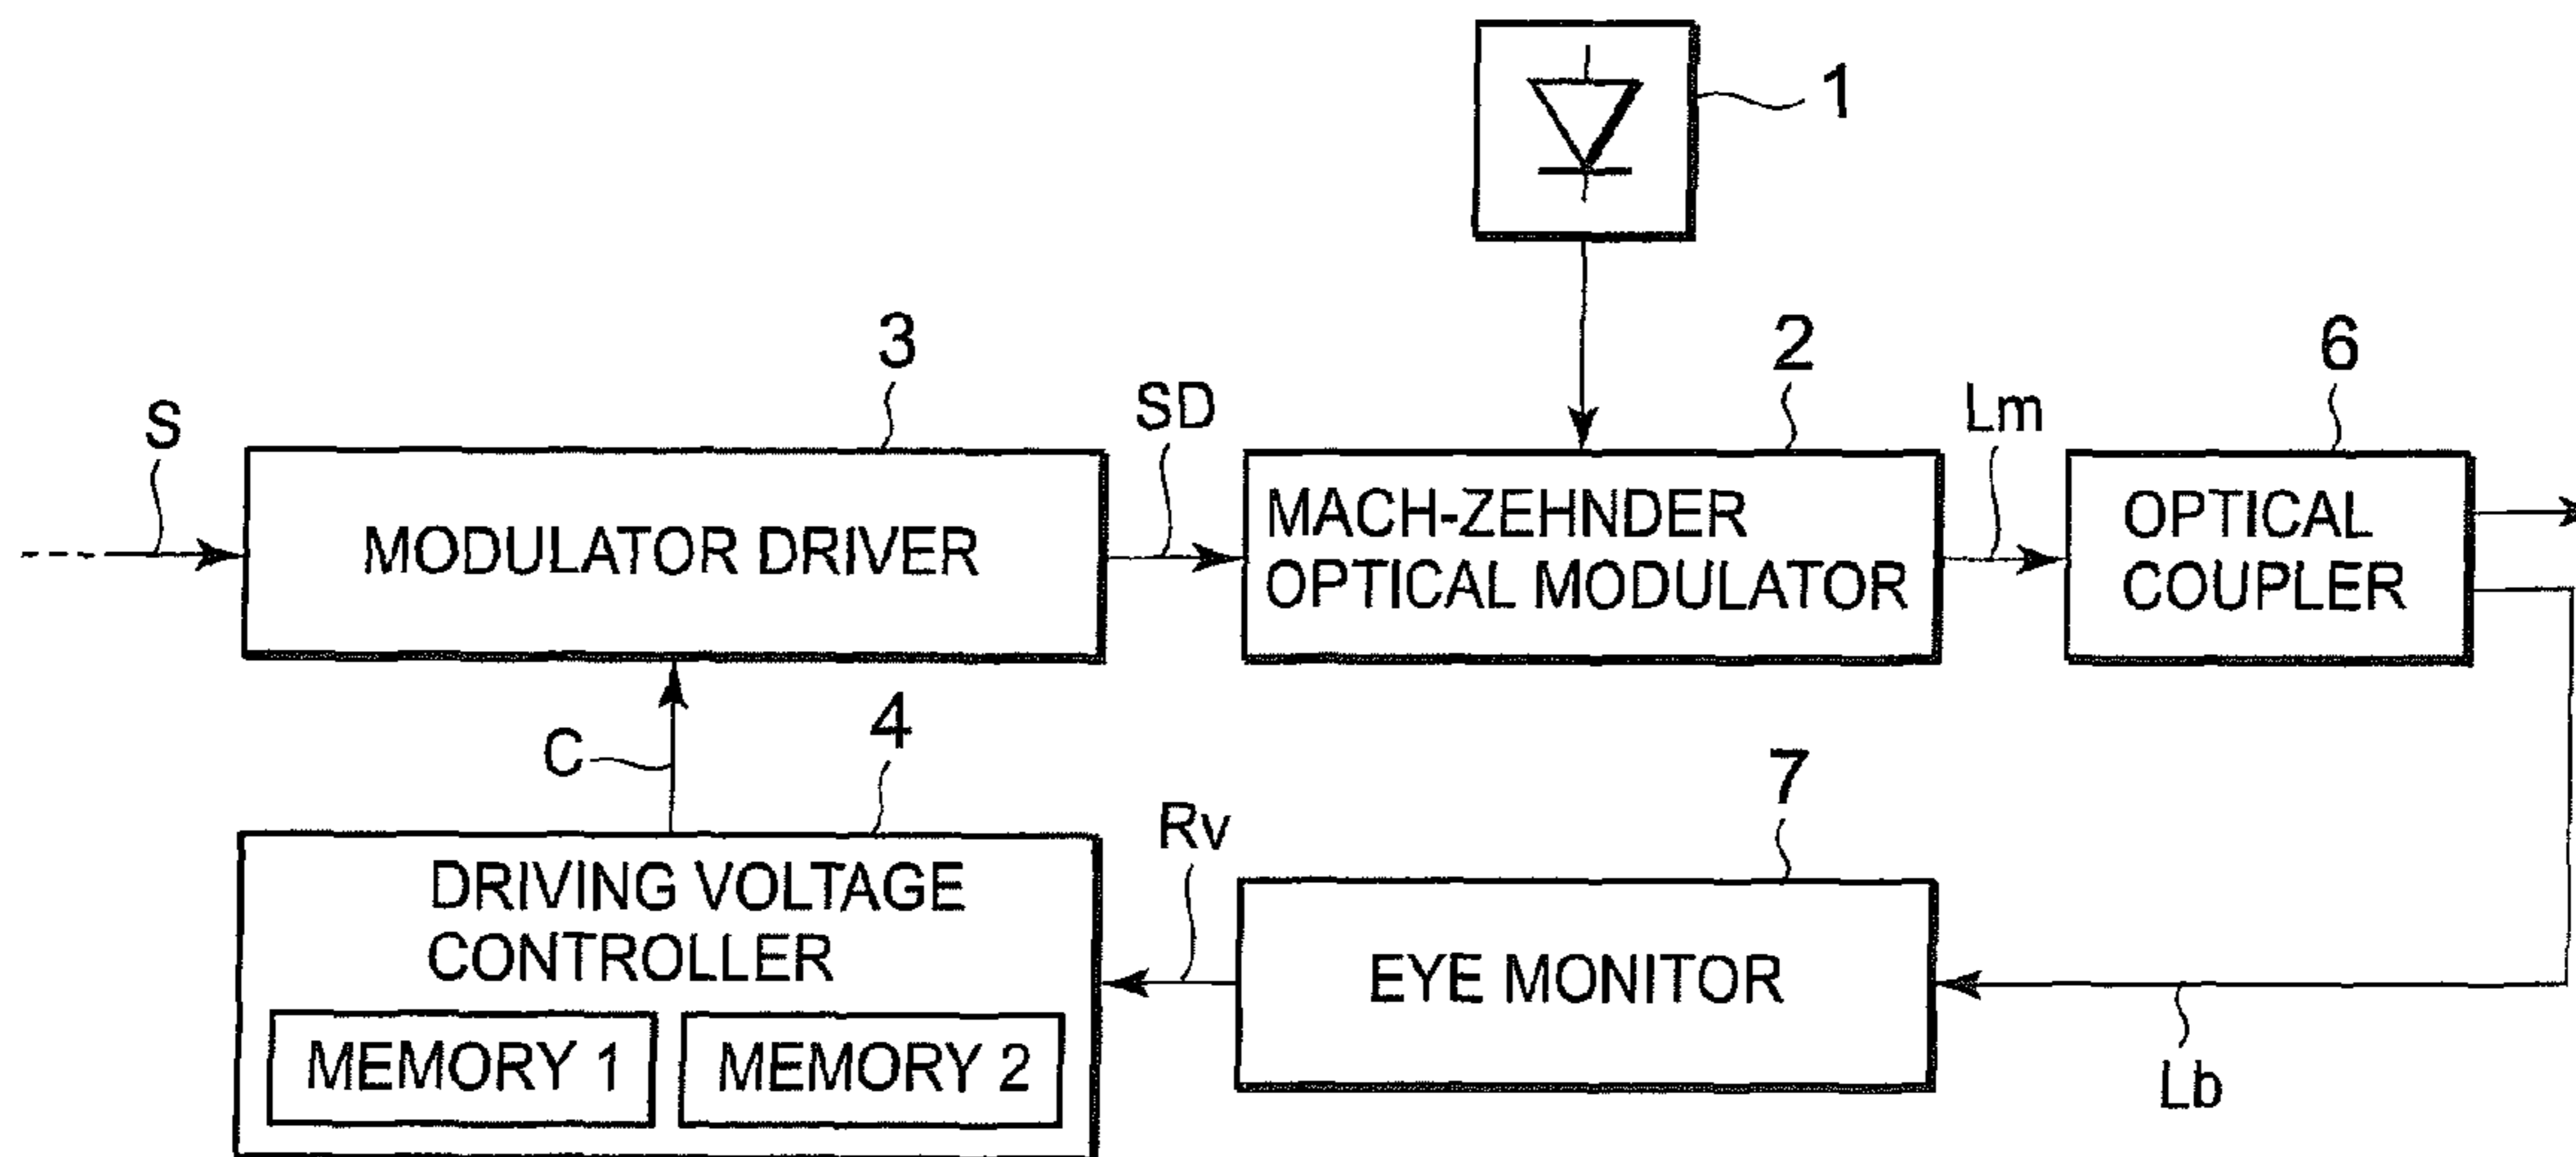 1
3
SD
2
Lm
6
S
MODULATOR DRIVER
MACH-ZEHNDER
OPTICAL MODULATOR
OPTICAL
COUPLER
C
4
Rv
7
DRIVING VOLTAGE
CONTROLLER
EYE MONITOR
MEMORY 1
MEMORY 2
Lb